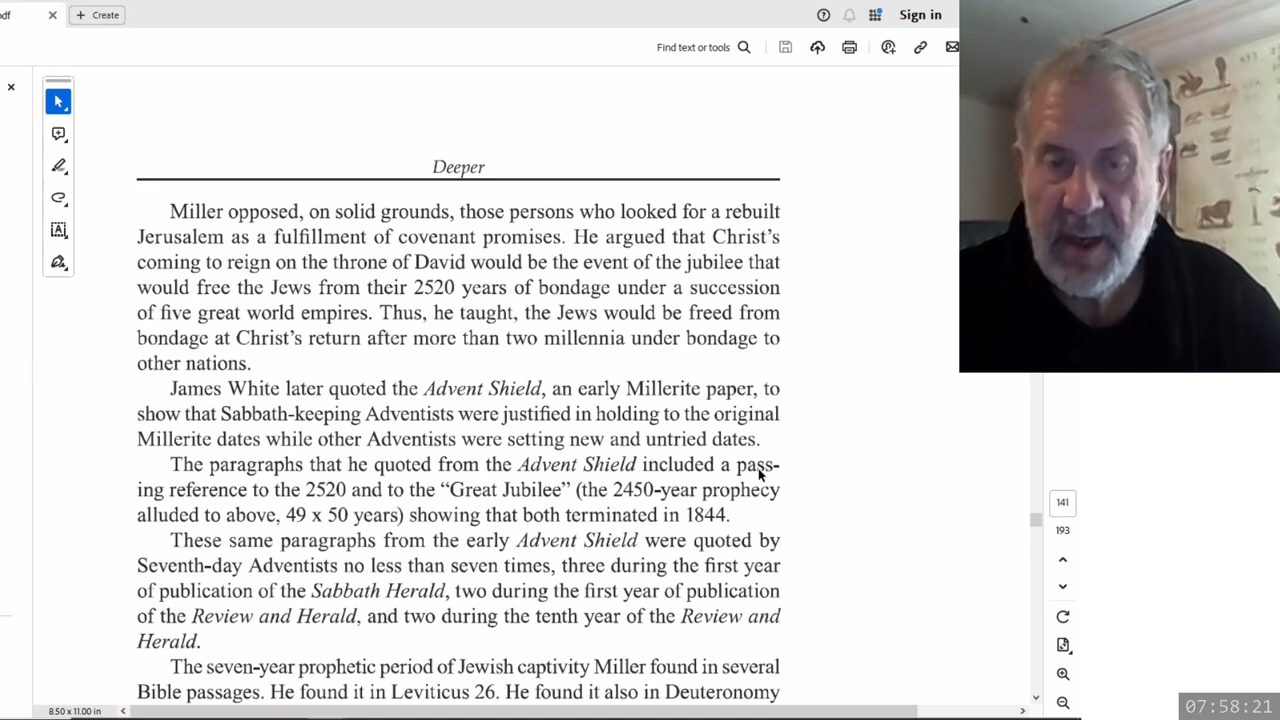 df
Create
Sign in
Find text or tools
Deeper
Miller opposed, on solid grounds, those persons who looked for a rebuilt
Jerusalem as a fulfillment of covenant promises. He argued that Christ’s
coming to reign on the throne of David would be the event of the jubilee that
would free the Jews from their 2520 years of bondage under a succession
of five great world empires. Thus, he taught, the Jews would be freed from
bondage at Christ’s return after more than two millennia under bondage to
other nations.
James White later quoted the Advent Shield, an early Millerite paper, to
show that Sabbath-keeping Adventists were justified in holding to the original
Millerite dates while other Adventists were setting new and untried dates.
The paragraphs that he quoted from the Advent Shield included a pass-
ing reference to the 2520 and to the “Great Jubilee” (the 2450-year prophecy
alluded to above, 49 x 50 years) showing that both terminated in 1844.
These same paragraphs from the early Advent Shield were quoted by
Seventh-day Adventists no less than seven times, three during the first year
of publication of the Sabbath Herald, two during the first year of publication
of the Review and Herald, and two during the tenth year of the Review and
Herald.
The seven-year prophetic period of Jewish captivity Miller found in several
Bible passages. He found it in Leviticus 26. He found it also in Deuteronomy
141
193
8.50 x 11.00 in
07:58:21